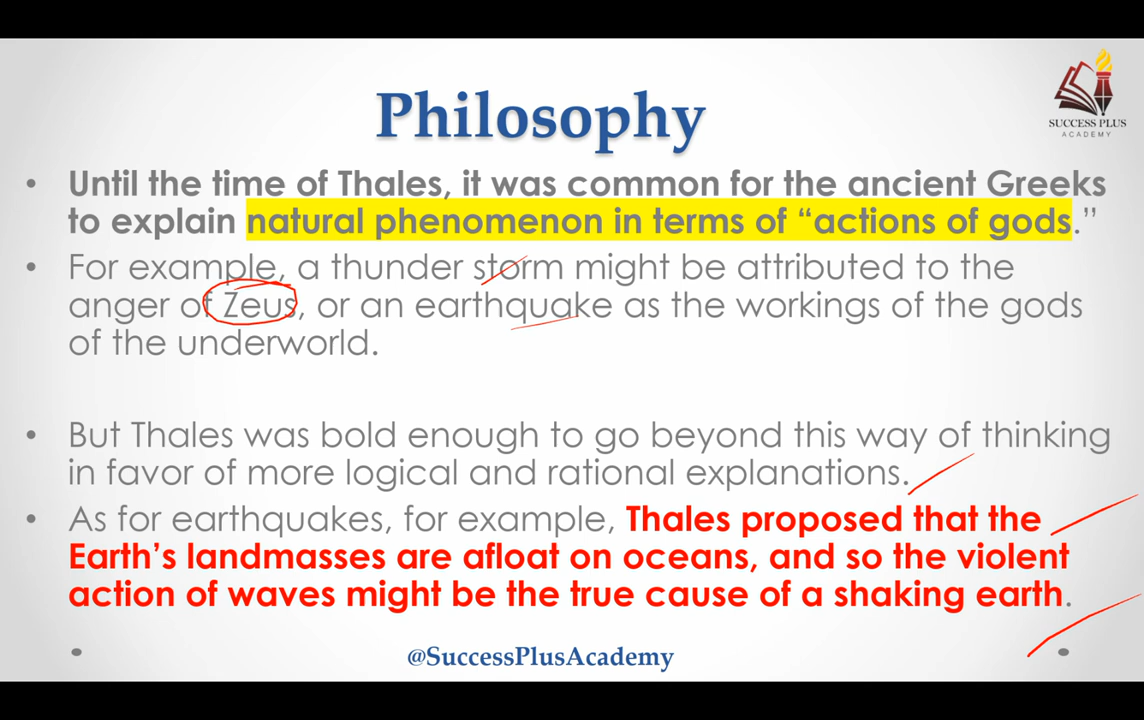 SUCCESS PLUS
ACADEMY
Philosophy
• Until the time of Thales, it was common for the ancient Greeks
to explain natural phenomenon in terms of “actions of gods.”
• For example, a thunder storm might be attributed to the
anger of Zeus, or an earthquake as the workings of the gods
of the underworld.
• But Thales was bold enough to go beyond this way of thinking
in favor of more logical and rational explanations.
• As for earthquakes, for example, Thales proposed that the
Earth’s landmasses are afloat on oceans, and so the violent
action of waves might be the true cause of a shaking earth.
@SuccessPlusAcademy